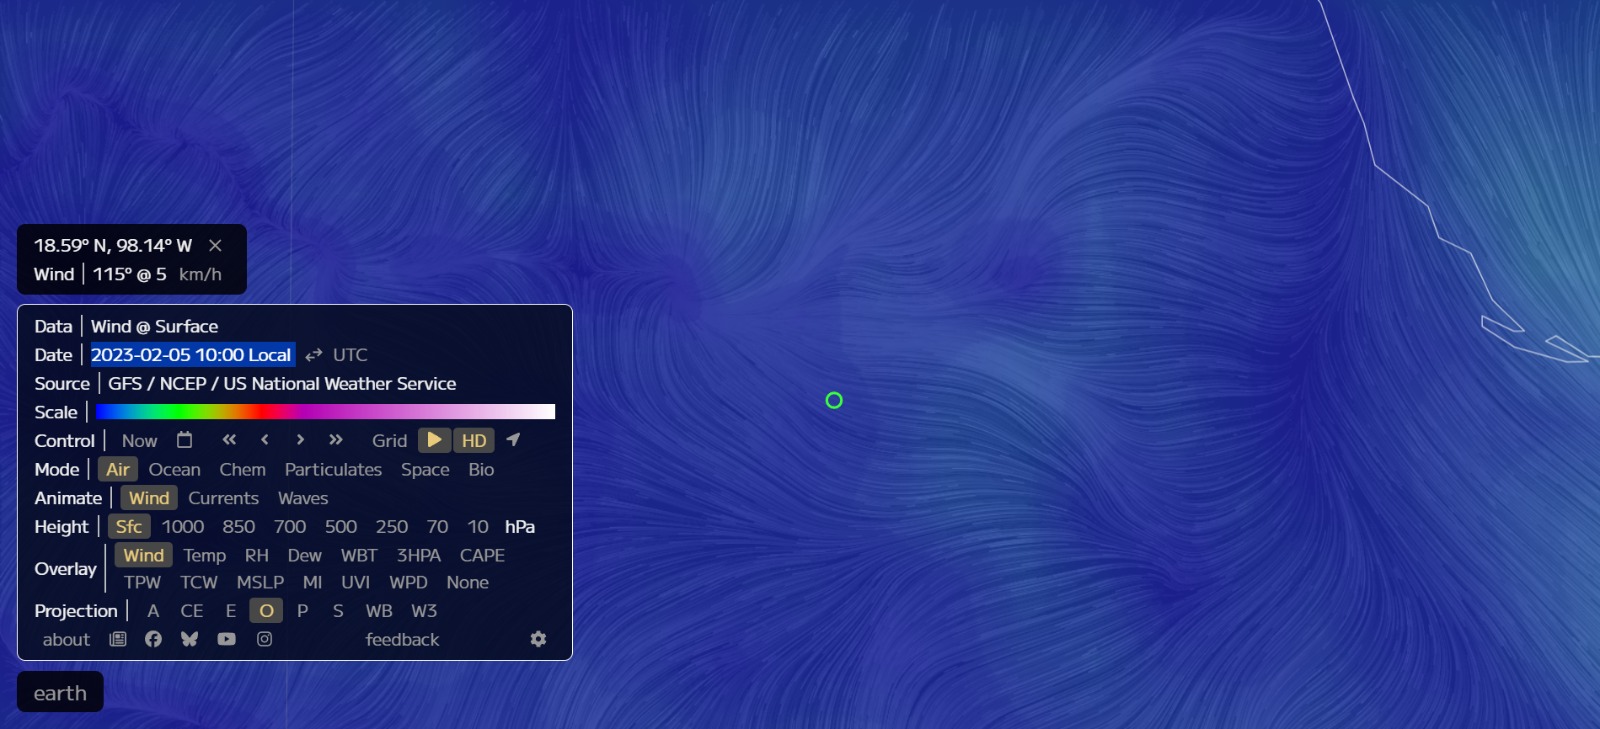 18.59° N, 98.14° W
Wind | 115° @ 5 km/h
Data | Wind @ Surface
Date | 2023-02-05 10:00 Local UTC
Source | GFS / NCEP / US National Weather Service
Scale |
Control | Now Grid HD
Mode | Air Ocean Chem Particulates Space Bio
Animate | Wind Currents Waves
Height | Sfc 1000 850 700 500 250 70 10 hPa
Overlay | Wind Temp RH Dew WBT 3HPA CAPE
TPW TCW MSLP MI UVI WPD None
Projection | A CE E O P S WB W3
about feedback
earth